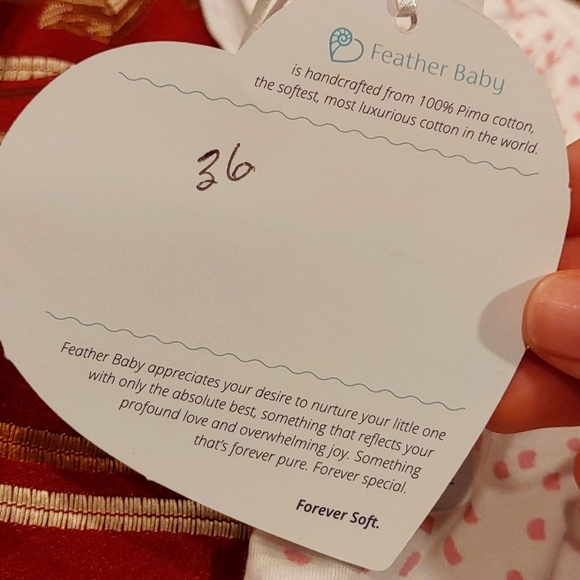 Feather Baby
is handcrafted from 100% Pima cotton,
the softest, most luxurious cotton in the world.
36
Feather Baby appreciates your desire to nurture your little one
with only the absolute best, something that reflects your
profound love and overwhelming joy. Something
that's forever pure. Forever special.
Forever Soft.